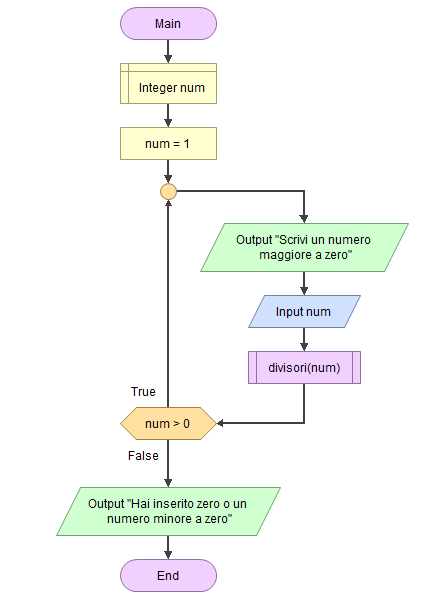 Main
Integer num
num = 1
Output "Scrivi un numero
maggiore a zero"
Input num
divisori(num)
True
num > 0
False
Output "Hai inserito zero o un
numero minore a zero"
End